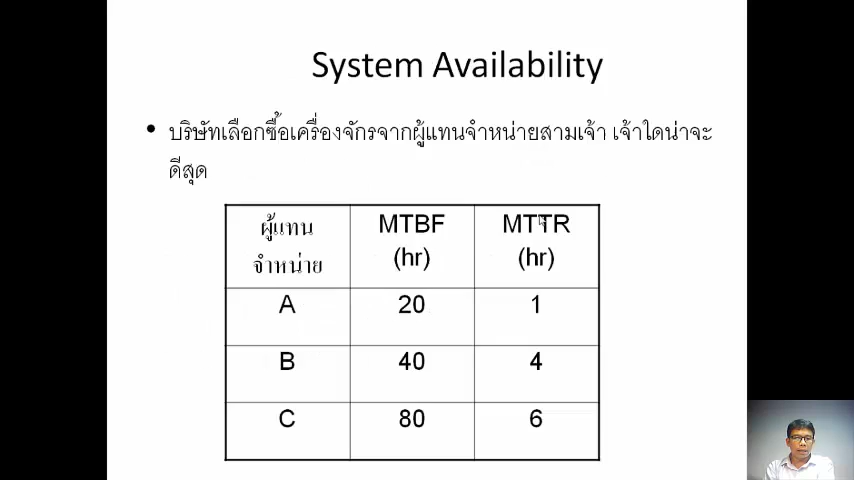 System Availability
• บริษัทเลือกซื้อเครื่องจักรจากผู้แทนจำหน่ายสามเจ้า เจ้าใดน่าจะ
ดีสุด
ผู้แทน MTBF MTTR
จำหน่าย (hr) (hr)
A 20 1
B 40 4
C 80 6